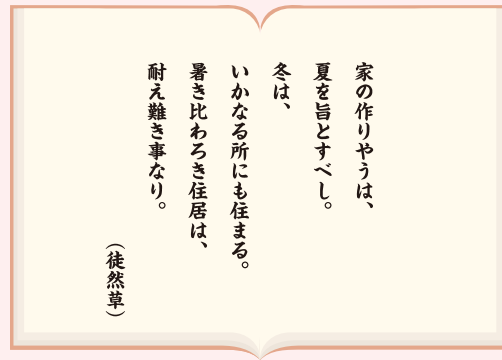 家の作りやうは、
夏を旨とすべし。
冬は、
いかなる所にも住まる。
暑き比わろき住居は、
耐え難き事なり。
（徒然草）